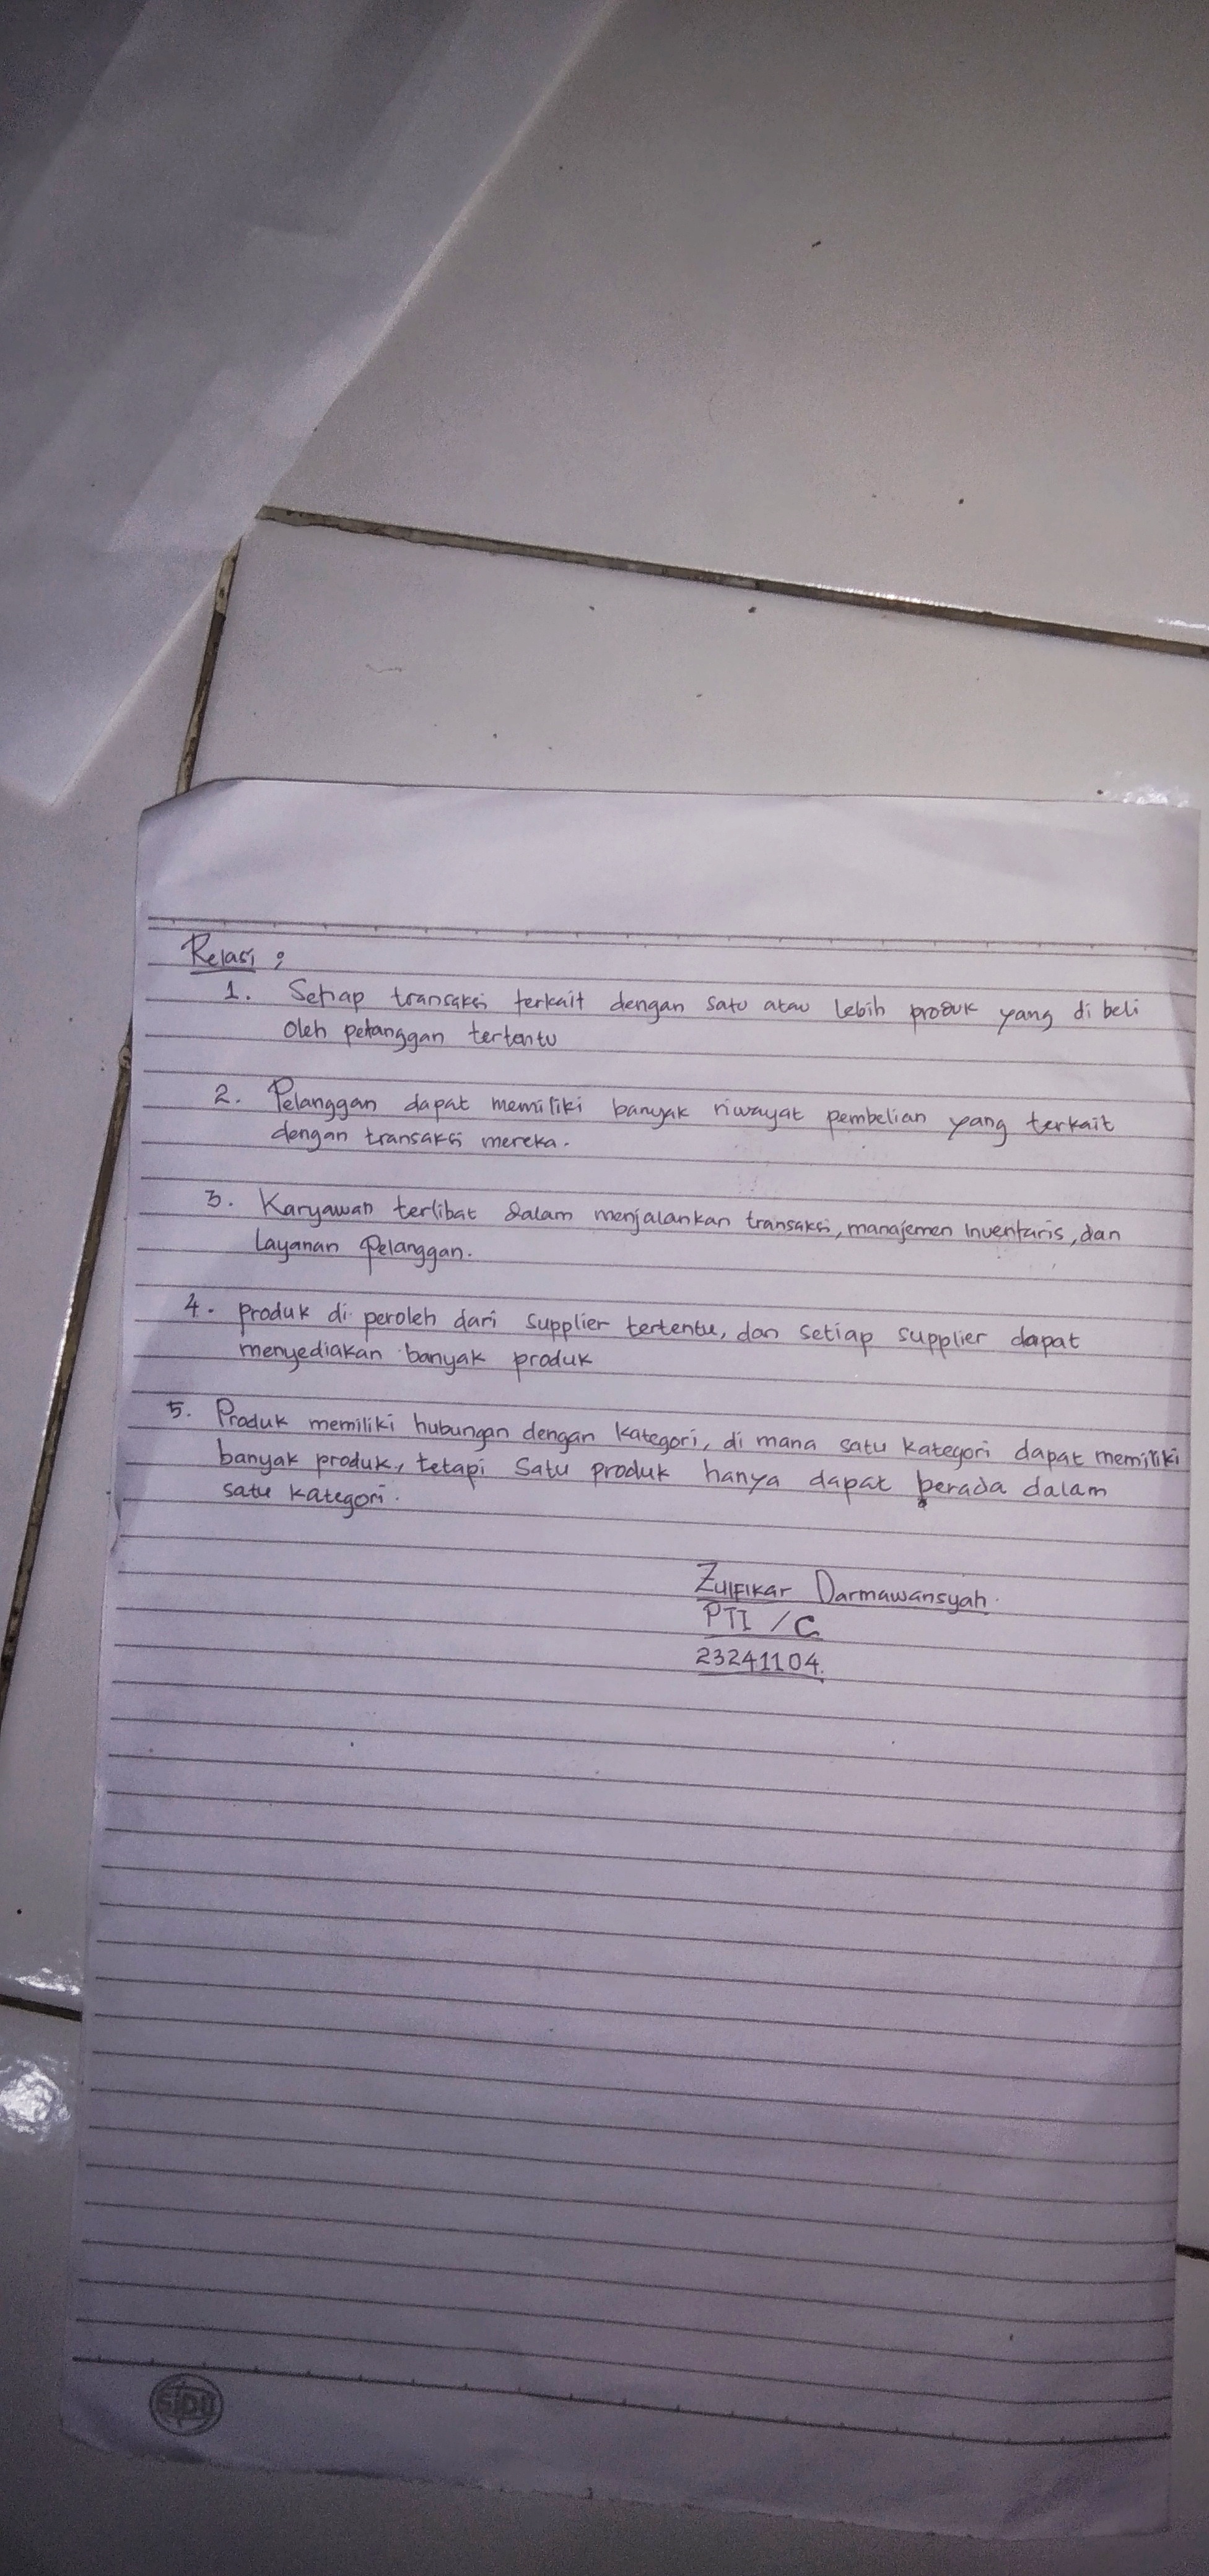 Relasi :
1. Setiap transaksi terkait dengan satu atau lebih produk yang di beli
oleh pelanggan tertentu
2. Pelanggan dapat memiliki banyak riwayat pembelian yang terkait
dengan transaksi mereka.
3. Karyawan terlibat dalam menjalankan transaksi, manajemen inventaris, dan
Layanan Pelanggan.
4. produk di peroleh dari supplier tertentu, dan setiap supplier dapat
menyediakan banyak produk
5. Produk memiliki hubungan dengan kategori, di mana satu kategori dapat memiliki
banyak produk, tetapi satu produk hanya dapat berada dalam
satu kategori.
Zulfikar Darmawansyah.
PTI / C
23241104.
SIDU